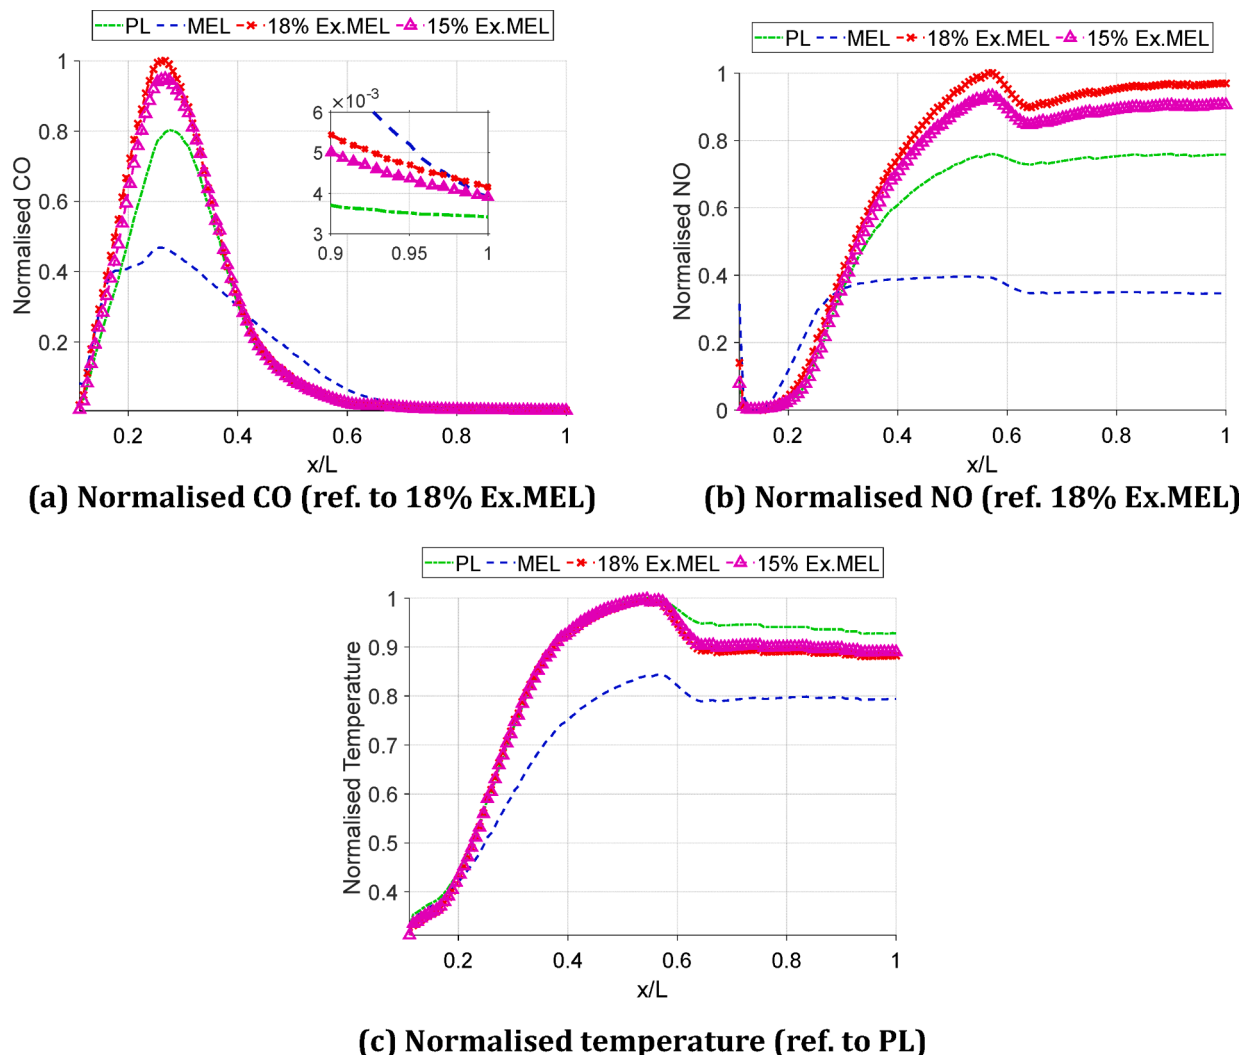 PL MEL 18% Ex.MEL 15% Ex.MEL
1
0.8
0.6
0.4
0.2
Normalised CO
×10-3
6
5
4
3
0.9 0.95 1
0.2 0.4 0.6 0.8 1
x/L
(a) Normalised CO (ref. to 18% Ex.MEL)
PL MEL 18% Ex.MEL 15% Ex.MEL
1
0.8
0.6
0.4
0.2
0
Normalised NO
0.2 0.4 0.6 0.8 1
x/L
(b) Normalised NO (ref. 18% Ex.MEL)
PL MEL 18% Ex.MEL 15% Ex.MEL
1
0.9
0.8
0.7
0.6
0.5
0.4
Normalised Temperature
0.2 0.4 0.6 0.8 1
x/L
(c) Normalised temperature (ref. to PL)